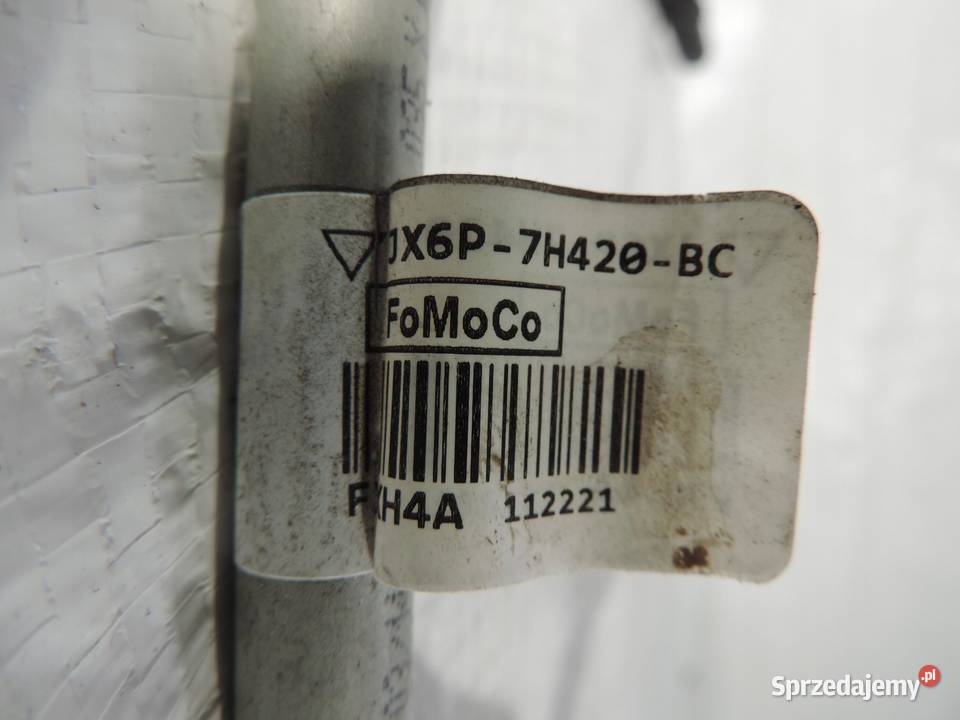 JX6P-7H420-BC
FoMoCo
112221
Sprzedajemy.pl